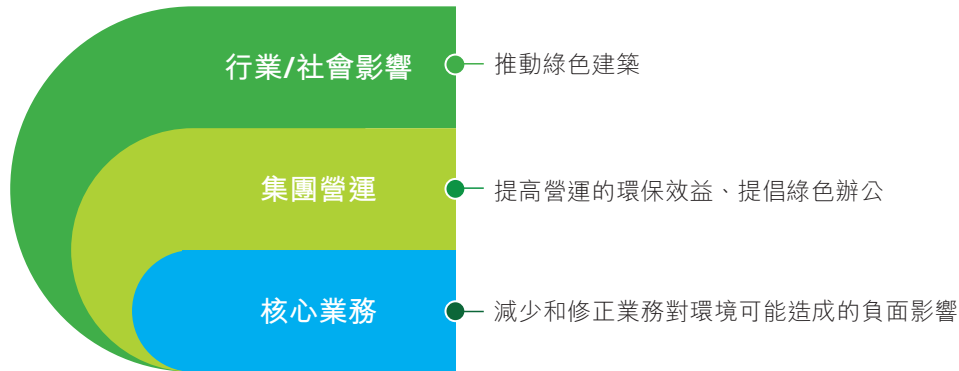 行業/社會影響
推動綠色建築
集團營運
提高營運的環保效益、提倡綠色辦公
核心業務
減少和修正業務對環境可能造成的負面影響